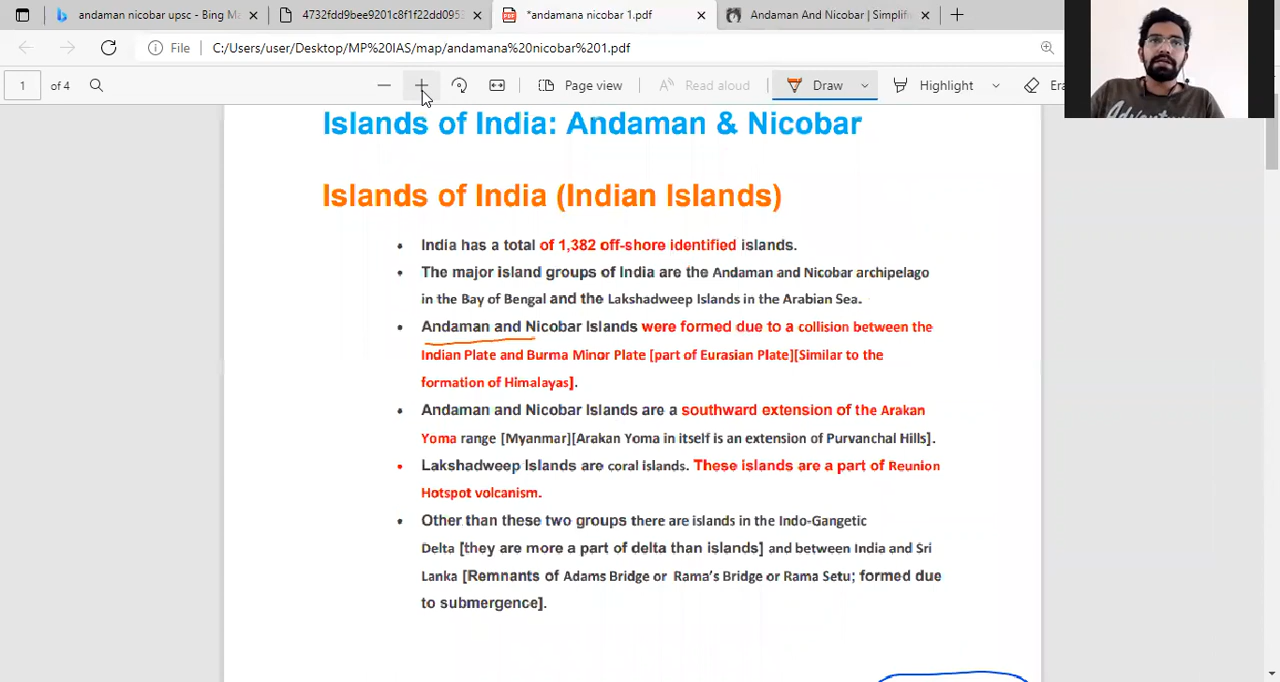 andaman nicobar upsc - Bing Ma
4732fdd9bee9201c8f1f22dd095
*andamana nicobar 1.pdf
Andaman And Nicobar | Simplifi
File
C:/Users/user/Desktop/MP%20IAS/map/andamana%20nicobar%201.pdf
1 of 4
Page view
Read aloud
Draw
Highlight
Era
Adventure
Islands of India: Andaman & Nicobar
Islands of India (Indian Islands)
• India has a total of 1,382 off-shore identified islands.
• The major island groups of India are the Andaman and Nicobar archipelago
in the Bay of Bengal and the Lakshadweep Islands in the Arabian Sea.
• Andaman and Nicobar Islands were formed due to a collision between the
Indian Plate and Burma Minor Plate [part of Eurasian Plate][Similar to the
formation of Himalayas].
• Andaman and Nicobar Islands are a southward extension of the Arakan
Yoma range [Myanmar][Arakan Yoma in itself is an extension of Purvanchal Hills].
• Lakshadweep Islands are coral islands. These islands are a part of Reunion
Hotspot volcanism.
• Other than these two groups there are islands in the Indo-Gangetic
Delta [they are more a part of delta than islands] and between India and Sri
Lanka [Remnants of Adams Bridge or Rama's Bridge or Rama Setu; formed due
to submergence].